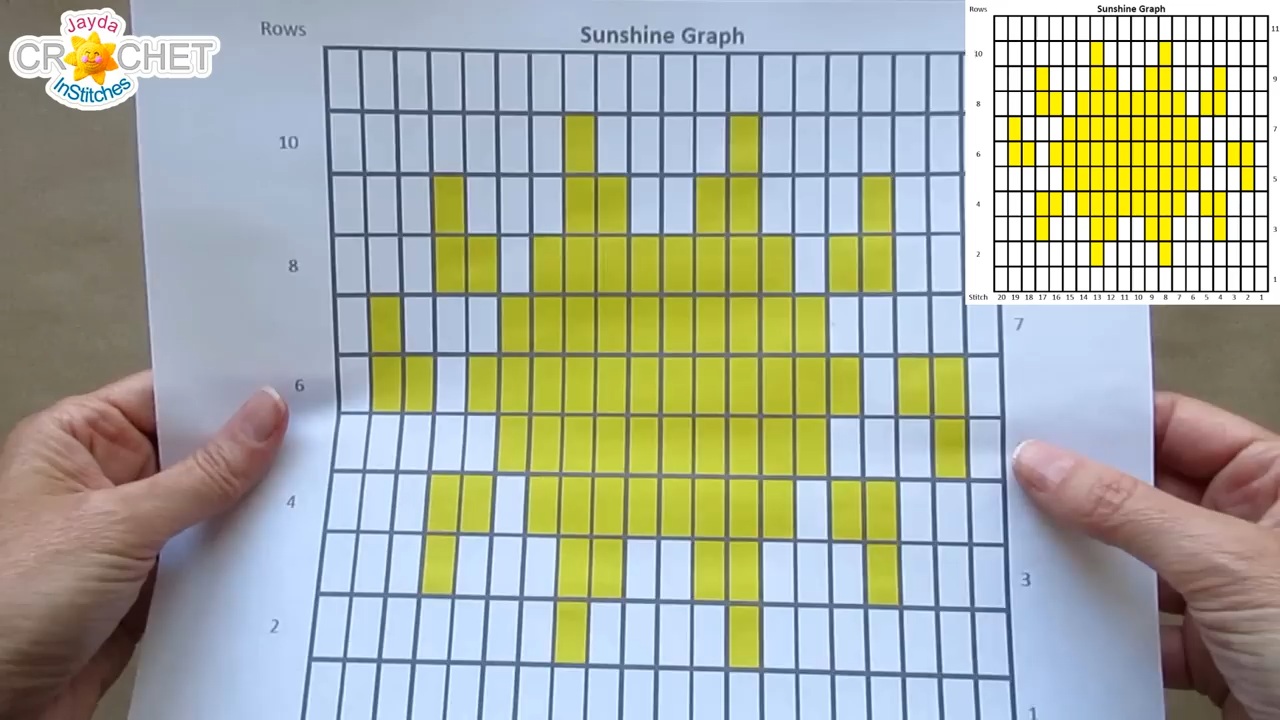 Jayda
CROCHET
InStitches
Rows
Sunshine Graph
10
8
7
6
4
3
2
1
Rows
Sunshine Graph
11
10
9
8
7
6
5
4
3
2
1
Stitch 20 19 18 17 16 15 14 13 12 11 10 9 8 7 6 5 4 3 2 1